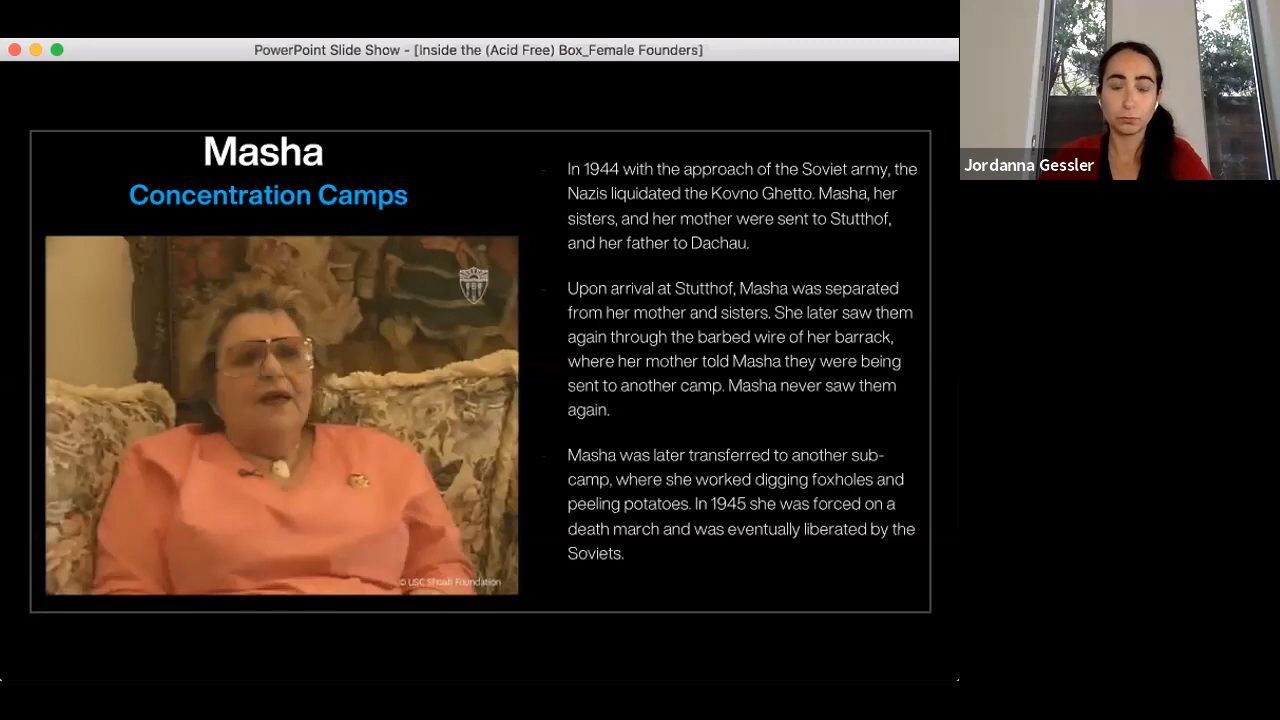 PowerPoint Slide Show - [Inside the (Acid Free) Box_Female Founders]
Jordanna Gessler
Masha
Concentration Camps
© USC Shoah Foundation
- In 1944 with the approach of the Soviet army, the
Nazis liquidated the Kovno Ghetto. Masha, her
sisters, and her mother were sent to Stutthof,
and her father to Dachau.
- Upon arrival at Stutthof, Masha was separated
from her mother and sisters. She later saw them
again through the barbed wire of her barrack,
where her mother told Masha they were being
sent to another camp. Masha never saw them
again.
- Masha was later transferred to another sub-
camp, where she worked digging foxholes and
peeling potatoes. In 1945 she was forced on a
death march and was eventually liberated by the
Soviets.